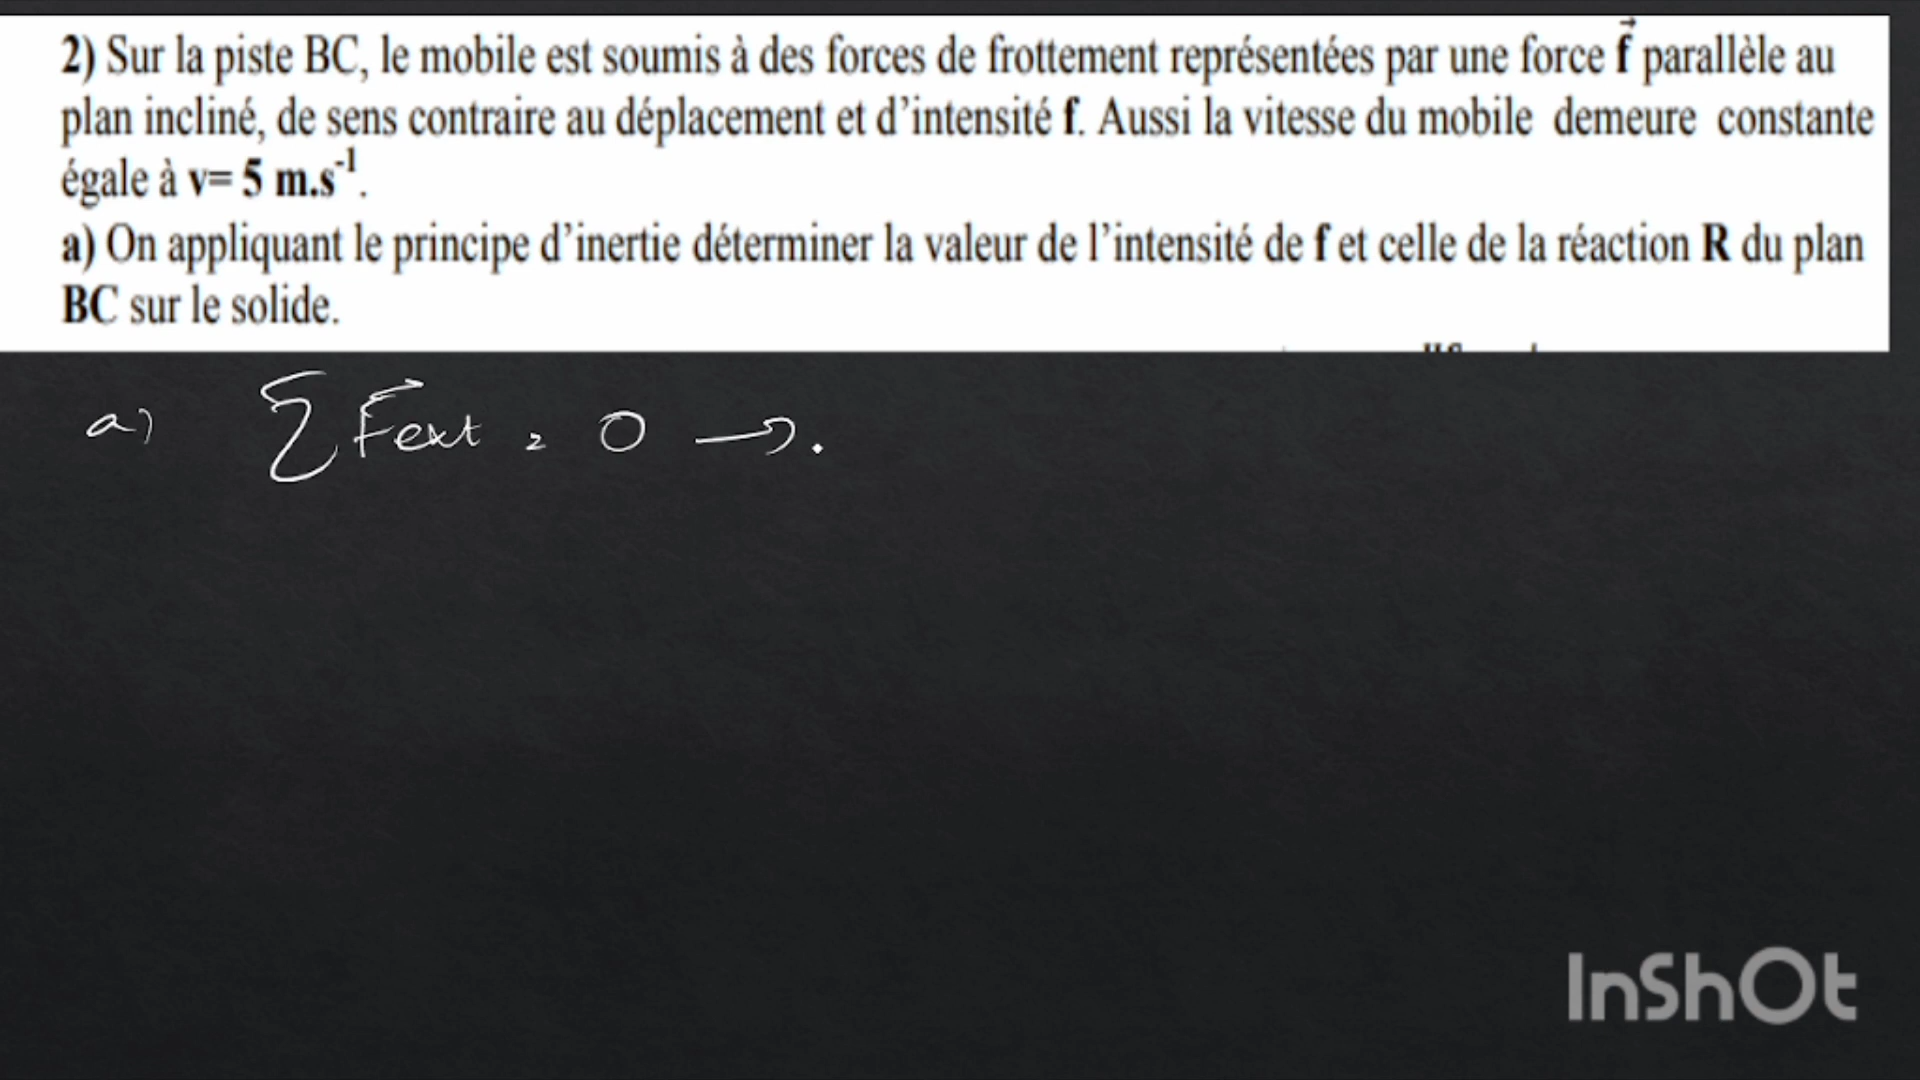 2) Sur la piste BC, le mobile est soumis à des forces de frottement représentées par une force f⃗ parallèle au
plan incliné, de sens contraire au déplacement et d’intensité f. Aussi la vitesse du mobile demeure constante
égale à v= 5 m.s⁻¹.
a) On appliquant le principe d’inertie déterminer la valeur de l’intensité de f et celle de la réaction R du plan
BC sur le solide.
a) Σ F⃗ext = 0 →.
InShOt